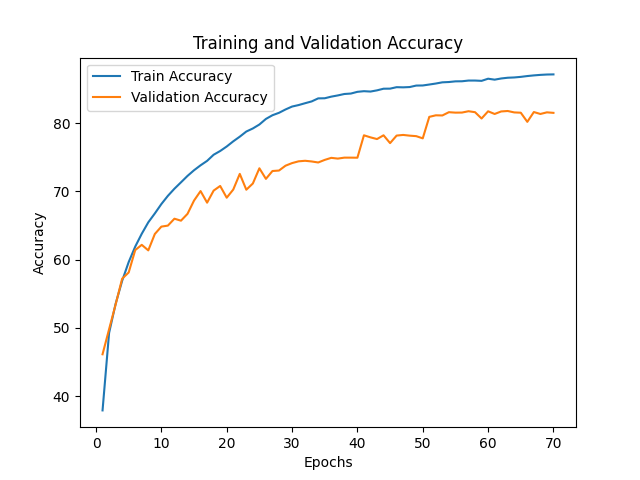 Training and Validation Accuracy
Train Accuracy
Validation Accuracy
Accuracy
80
70
60
50
40
0 10 20 30 40 50 60 70
Epochs